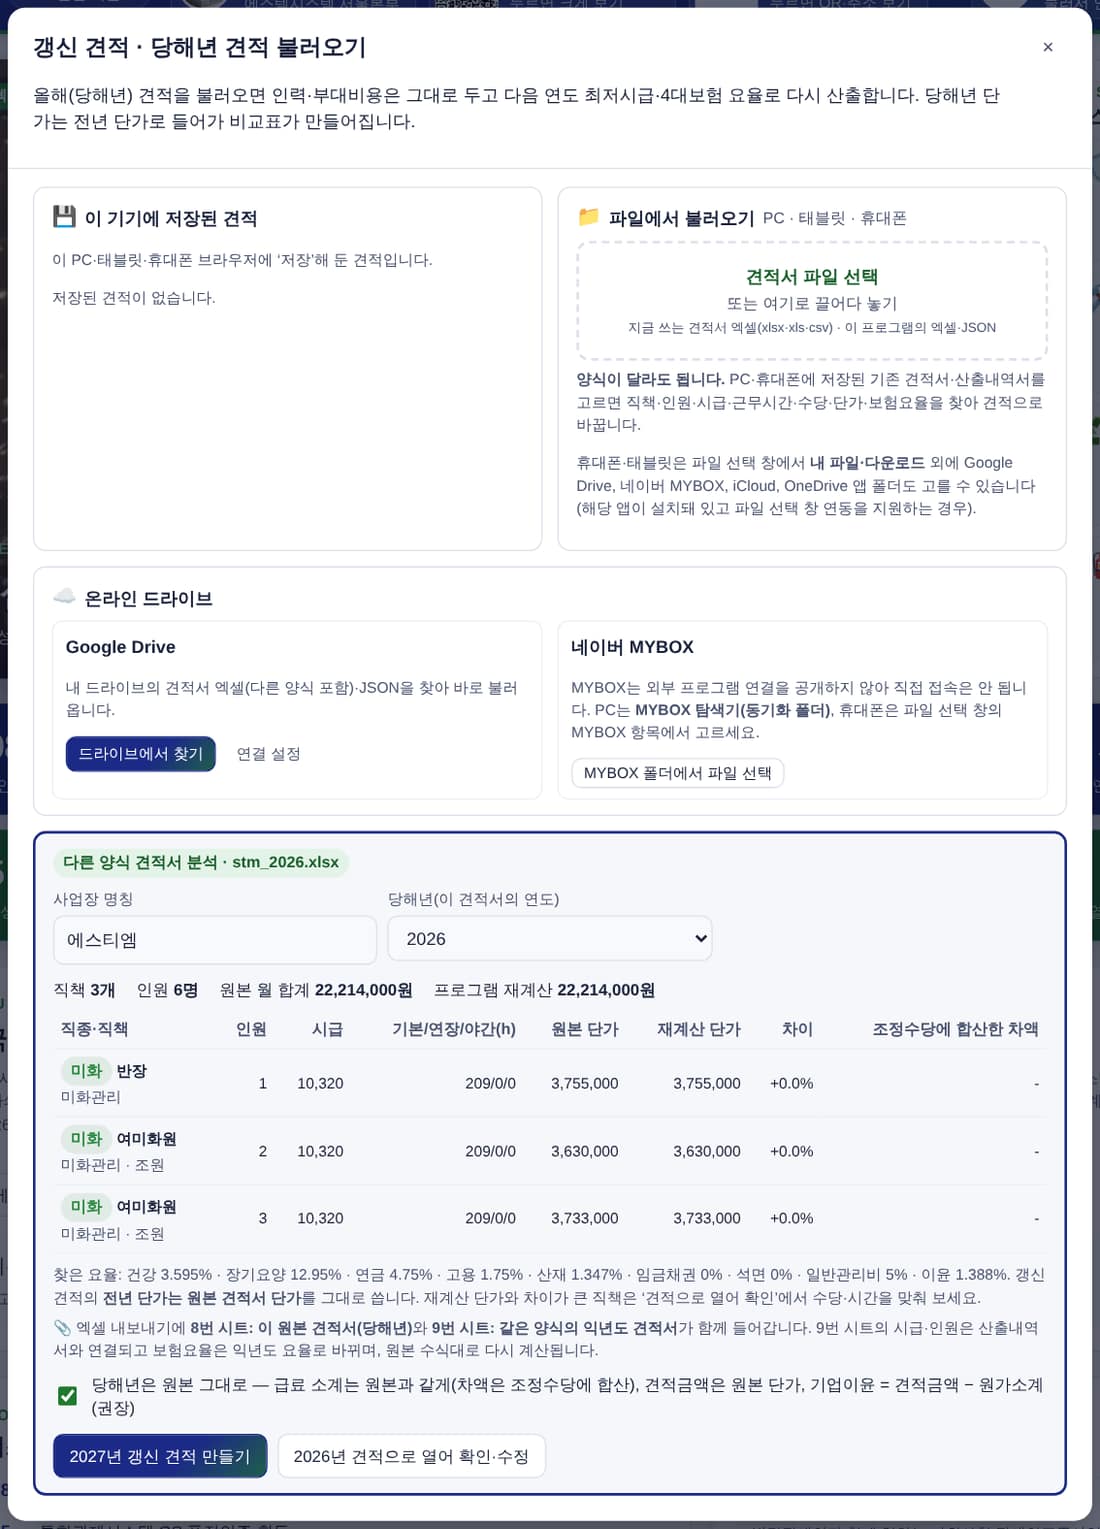 갱신 견적 · 당해년 견적 불러오기
×
올해(당해년) 견적을 불러오면 인력·부대비용은 그대로 두고 다음 연도 최저시급·4대보험 요율로 다시 산출합니다. 당해년 단
가는 전년 단가로 들어가 비교표가 만들어집니다.
이 기기에 저장된 견적
이 PC·태블릿·휴대폰 브라우저에 ‘저장’해 둔 견적입니다.
저장된 견적이 없습니다.
파일에서 불러오기 PC · 태블릿 · 휴대폰
견적서 파일 선택
또는 여기로 끌어다 놓기
지금 쓰는 견적서 엑셀(xlsx·xls·csv) · 이 프로그램의 엑셀·JSON
양식이 달라도 됩니다. PC·휴대폰에 저장된 기존 견적서·산출내역서를
고르면 직책·인원·시급·근무시간·수당·단가·보험요율을 찾아 견적으로
바꿉니다.
휴대폰·태블릿은 파일 선택 창에서 내 파일·다운로드 외에 Google
Drive, 네이버 MYBOX, iCloud, OneDrive 앱 폴더도 고를 수 있습니다
(해당 앱이 설치돼 있고 파일 선택 창 연동을 지원하는 경우).
온라인 드라이브
Google Drive
내 드라이브의 견적서 엑셀(다른 양식 포함)·JSON을 찾아 바로 불러
옵니다.
드라이브에서 찾기 연결 설정
네이버 MYBOX
MYBOX는 외부 프로그램 연결을 공개하지 않아 직접 접속은 안 됩니
다. PC는 MYBOX 탐색기(동기화 폴더), 휴대폰은 파일 선택 창의
MYBOX 항목에서 고르세요.
MYBOX 폴더에서 파일 선택
다른 양식 견적서 분석 · stm_2026.xlsx
사업장 명칭 당해년(이 견적서의 연도)
에스티엠 2026
직책 3개 인원 6명 원본 월 합계 22,214,000원 프로그램 재계산 22,214,000원
직종·직책 인원 시급 기본/연장/야간(h) 원본 단가 재계산 단가 차이 조정수당에 합산한 차액
미화 반장 1 10,320 209/0/0 3,755,000 3,755,000 +0.0% -
미화관리
미화 여미화원 2 10,320 209/0/0 3,630,000 3,630,000 +0.0% -
미화관리 · 조원
미화 여미화원 3 10,320 209/0/0 3,733,000 3,733,000 +0.0% -
미화관리 · 조원
찾은 요율: 건강 3.595% · 장기요양 12.95% · 연금 4.75% · 고용 1.75% · 산재 1.347% · 임금채권 0% · 석면 0% · 일반관리비 5% · 이윤 1.388%. 갱신
견적의 전년 단가는 원본 견적서 단가를 그대로 씁니다. 재계산 단가와 차이가 큰 직책은 ‘견적으로 열어 확인’에서 수당·시간을 맞춰 보세요.
엑셀 내보내기에 8번 시트: 이 원본 견적서(당해년)와 9번 시트: 같은 양식의 익년도 견적서가 함께 들어갑니다. 9번 시트의 시급·인원은 산출내역
서와 연결되고 보험요율은 익년도 요율로 바뀌며, 원본 수식대로 다시 계산됩니다.
당해년은 원본 그대로 — 급료 소계는 원본과 같게(차액은 조정수당에 합산), 견적금액은 원본 단가, 기업이윤 = 견적금액 − 원가소계
(권장)
2027년 갱신 견적 만들기 2026년 견적으로 열어 확인·수정